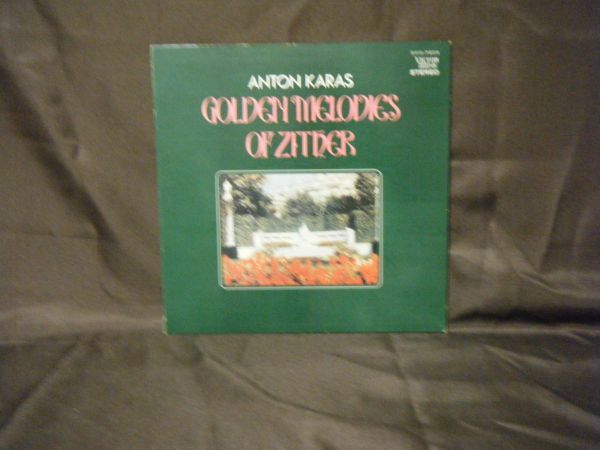 STEREO
ANTON KARAS
GOLDEN MELODIES
OF ZITHER